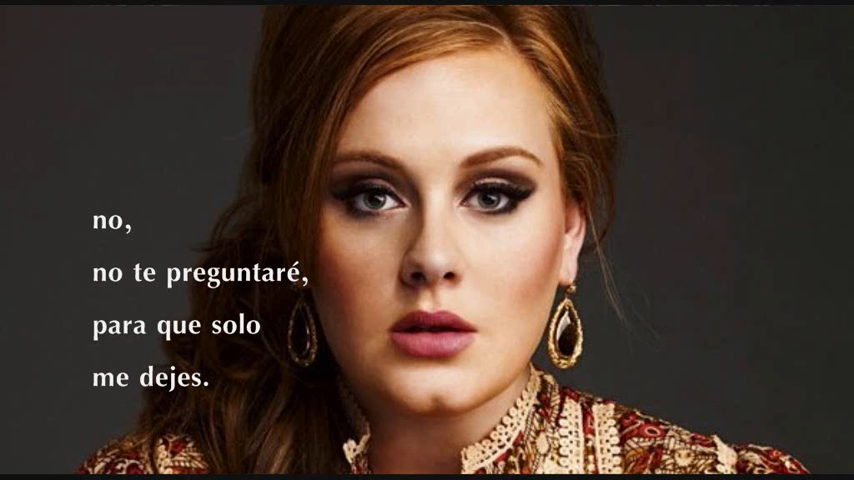 no,
no te preguntaré,
para que solo
me dejes.